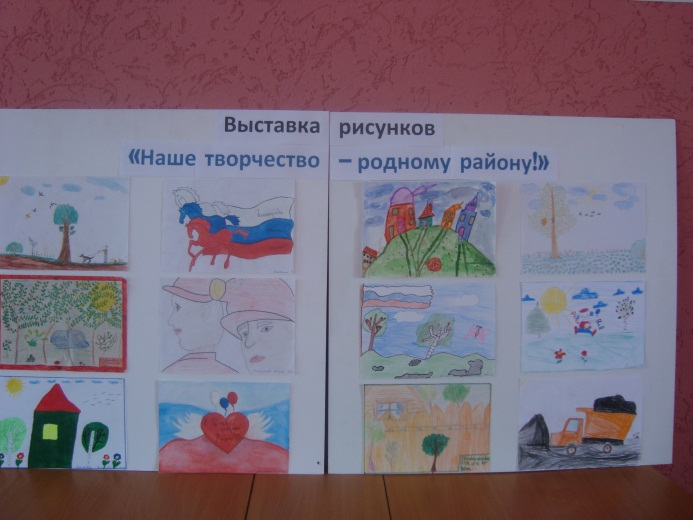 Выставка рисунков
«Наше творчество – родному району!»